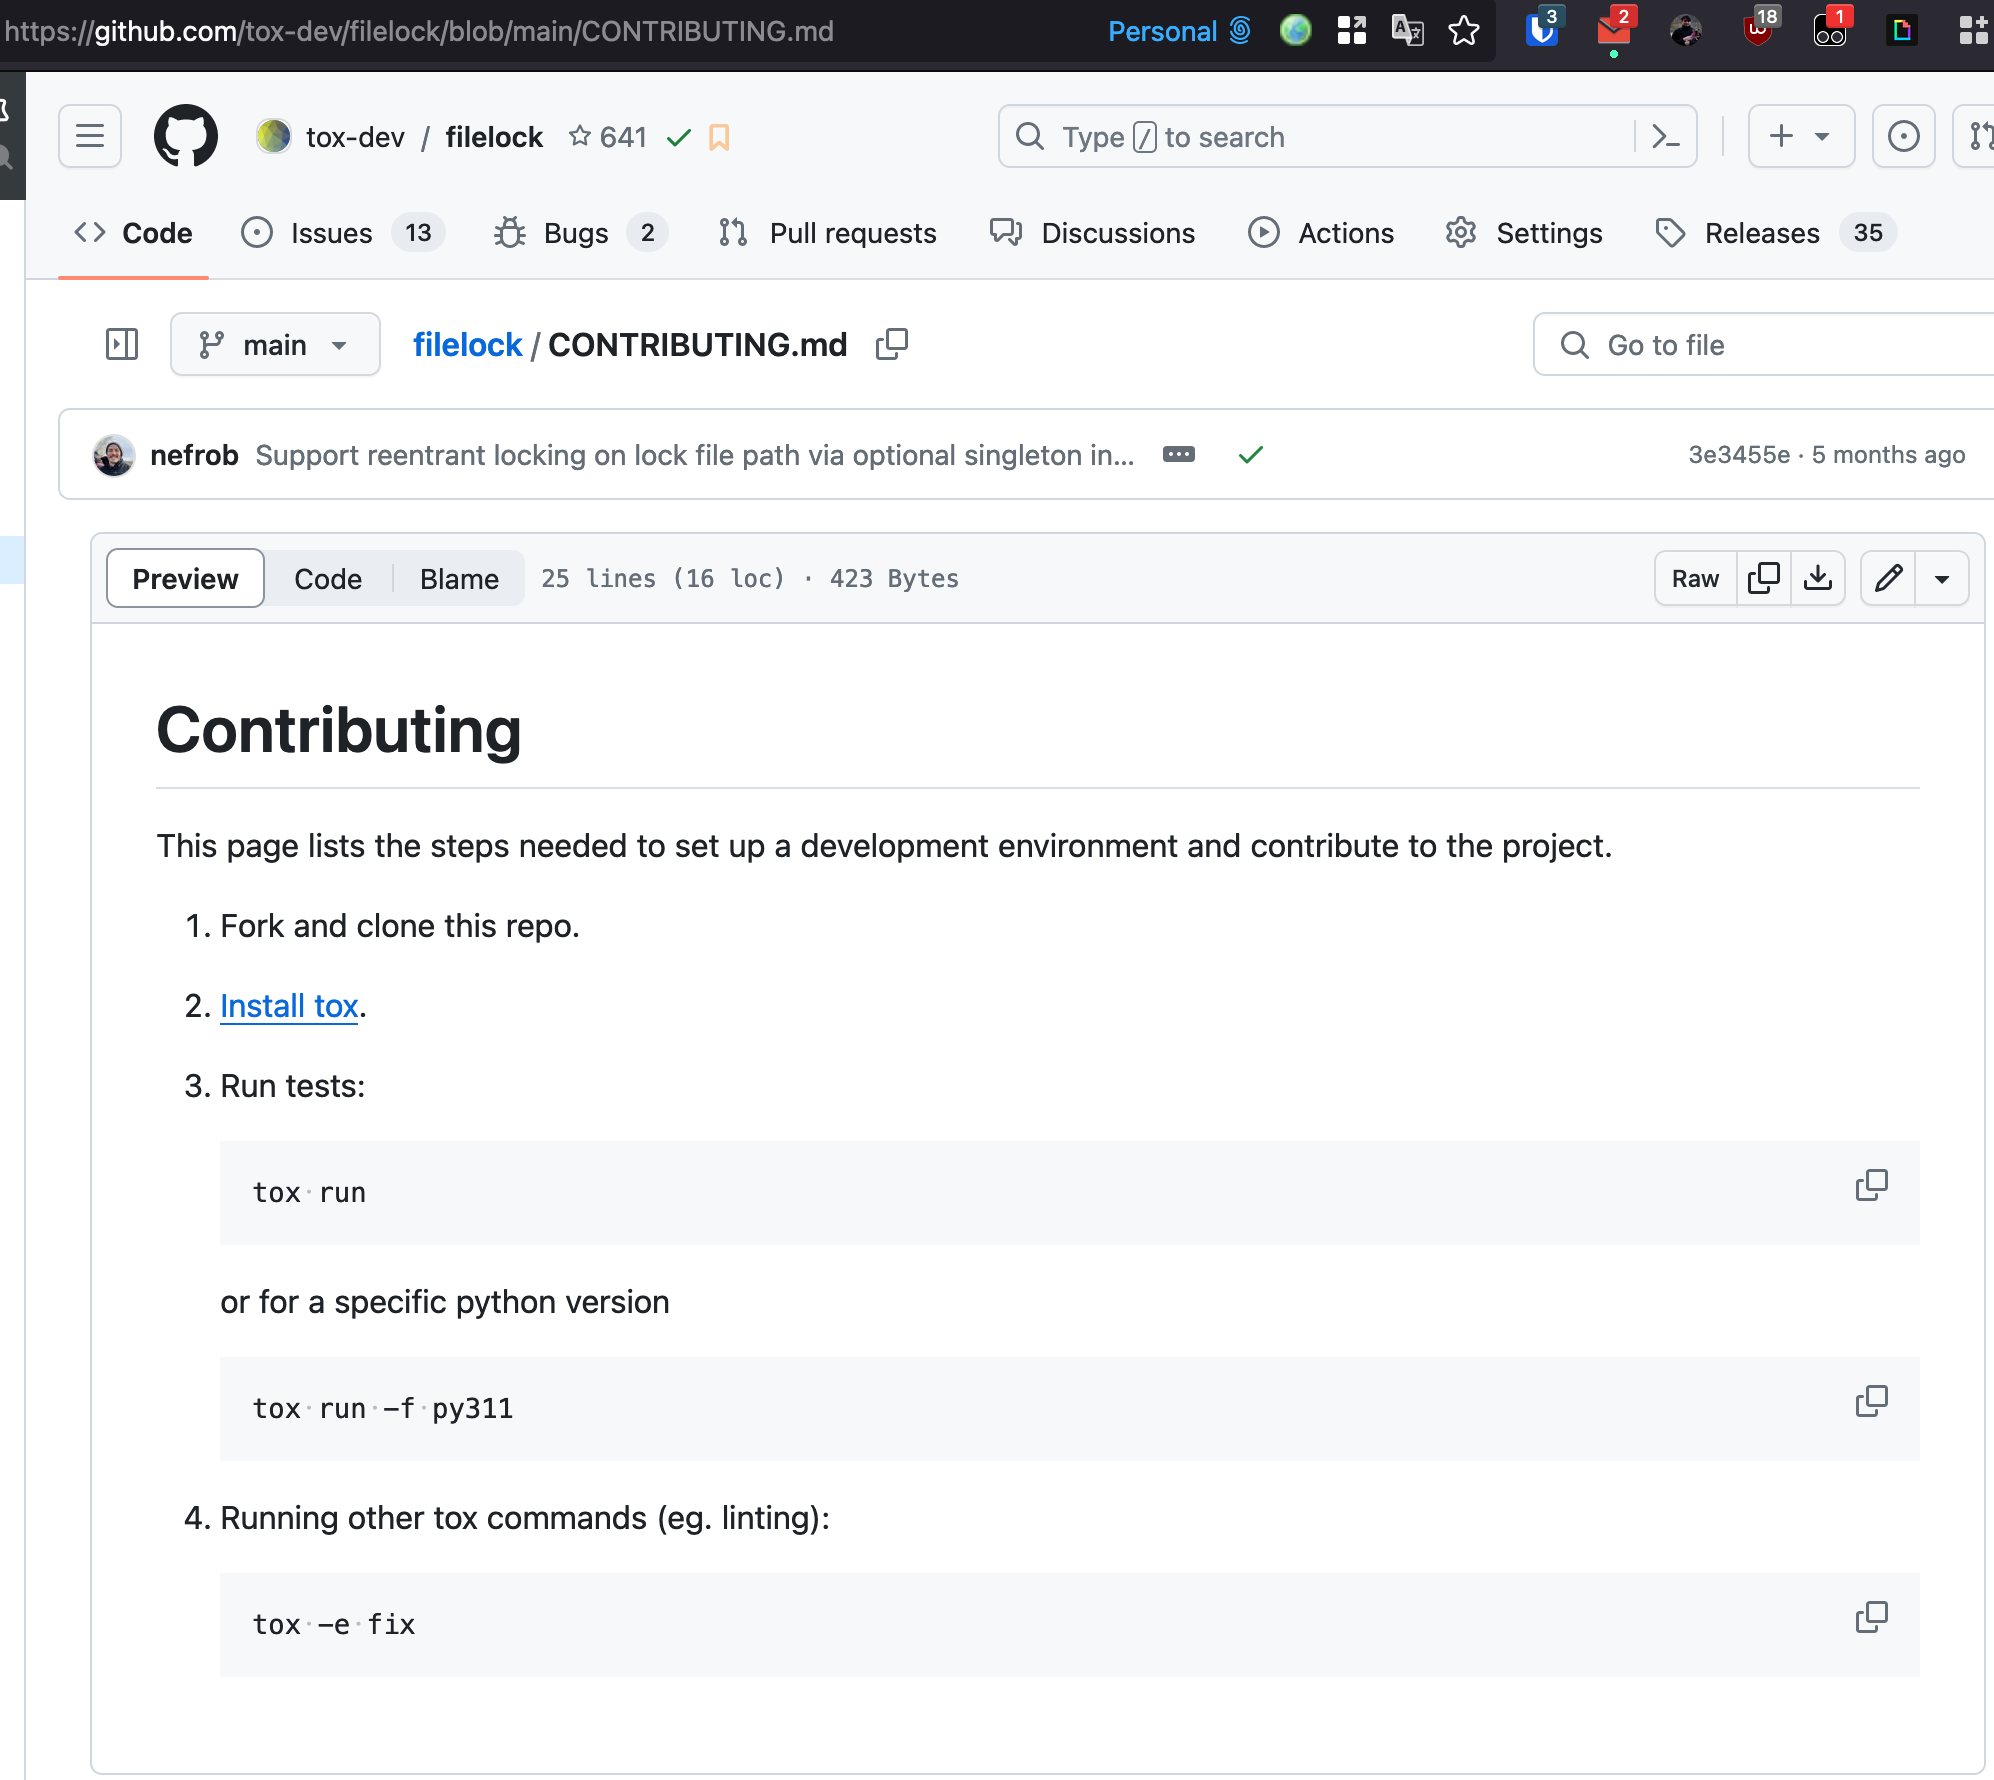 https://github.com/tox-dev/filelock/blob/main/CONTRIBUTING.md Personal 3 2 18 1
tox-dev / filelock 641 Type / to search
Code Issues 13 Bugs 2 Pull requests Discussions Actions Settings Releases 35
main filelock / CONTRIBUTING.md Go to file
nefrob Support reentrant locking on lock file path via optional singleton in... 3e3455e · 5 months ago
Preview Code Blame 25 lines (16 loc) · 423 Bytes Raw
Contributing
This page lists the steps needed to set up a development environment and contribute to the project.
1. Fork and clone this repo.
2. Install tox.
3. Run tests:
tox run
or for a specific python version
tox run -f py311
4. Running other tox commands (eg. linting):
tox -e fix